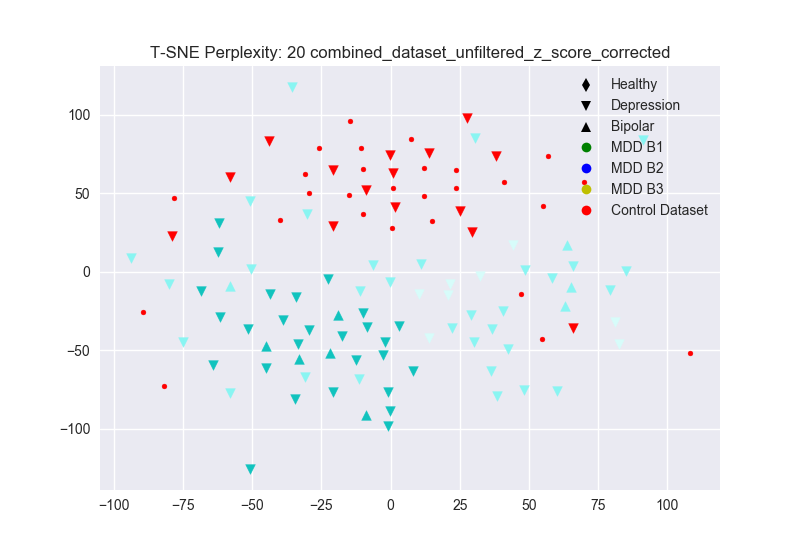 T-SNE Perplexity: 20 combined_dataset_unfiltered_z_score_corrected
Healthy
Depression
Bipolar
MDD B1
MDD B2
MDD B3
Control Dataset
100
50
0
−50
−100
−100
−75
−50
−25
0
25
50
75
100